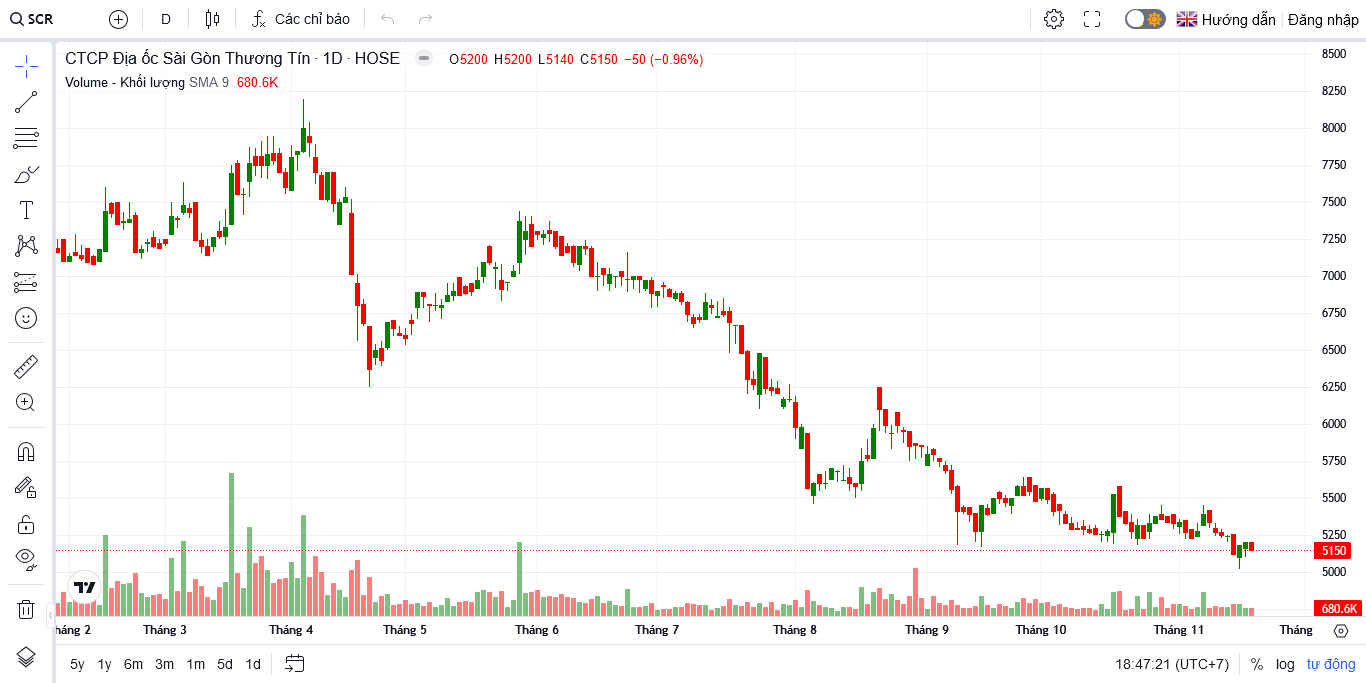 SCR D Các chỉ báo Hướng dẫn Đăng nhập
CTCP Địa ốc Sài Gòn Thương Tín · 1D · HOSE O5200 H5200 L5140 C5150 −50 (−0.96%)
Volume - Khối lượng SMA 9 680.6K
8500
8250
8000
7750
7500
7250
7000
6750
6500
6250
6000
5750
5500
5250
5150
5000
680.6K
háng 2 Tháng 3 Tháng 4 Tháng 5 Tháng 6 Tháng 7 Tháng 8 Tháng 9 Tháng 10 Tháng 11 Tháng
5y 1y 6m 3m 1m 5d 1d 18:47:21 (UTC+7) % log tự động